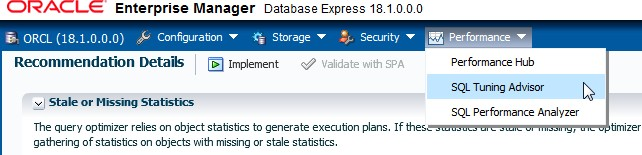 ORACLE Enterprise Manager Database Express 18.1.0.0.0
ORCL (18.1.0.0.0) Configuration Storage Security Performance
Recommendation Details Implement Validate with SPA
Performance Hub
SQL Tuning Advisor
SQL Performance Analyzer
Stale or Missing Statistics
The query optimizer relies on object statistics to generate execution plans. If these statistics are stale or missing, the optimizer
gathering of statistics on objects with missing or stale statistics.